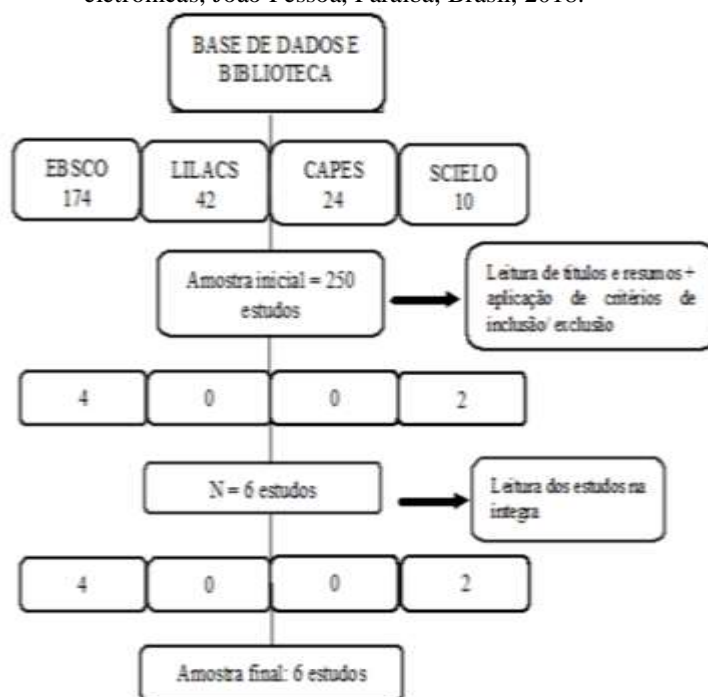 eletrônicas, João Pessoa, Paraíba, Brasil, 2018.
BASE DE DADOS E
BIBLIOTECA
EBSCO
174
LILACS
42
CAPES
24
SCIELO
10
Amostra inicial = 250
estudos
Leitura de títulos e resumos +
aplicação de critérios de
inclusão/ exclusão
4
0
0
2
N = 6 estudos
Leitura dos estudos na
integra
4
0
0
2
Amostra final: 6 estudos